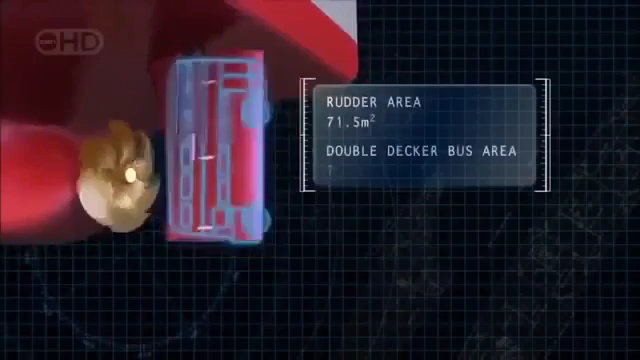 HD
RUDDER AREA
71.5m²
DOUBLE DECKER BUS AREA